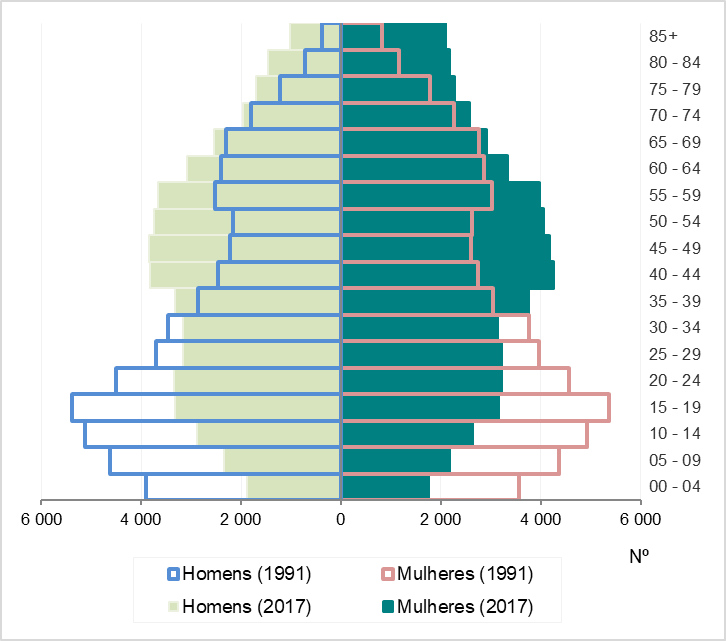 85+
80 - 84
75 - 79
70 - 74
65 - 69
60 - 64
55 - 59
50 - 54
45 - 49
40 - 44
35 - 39
30 - 34
25 - 29
20 - 24
15 - 19
10 - 14
05 - 09
00 - 04
6 000 4 000 2 000 0 2 000 4 000 6 000
Nº
Homens (1991) Mulheres (1991)
Homens (2017) Mulheres (2017)